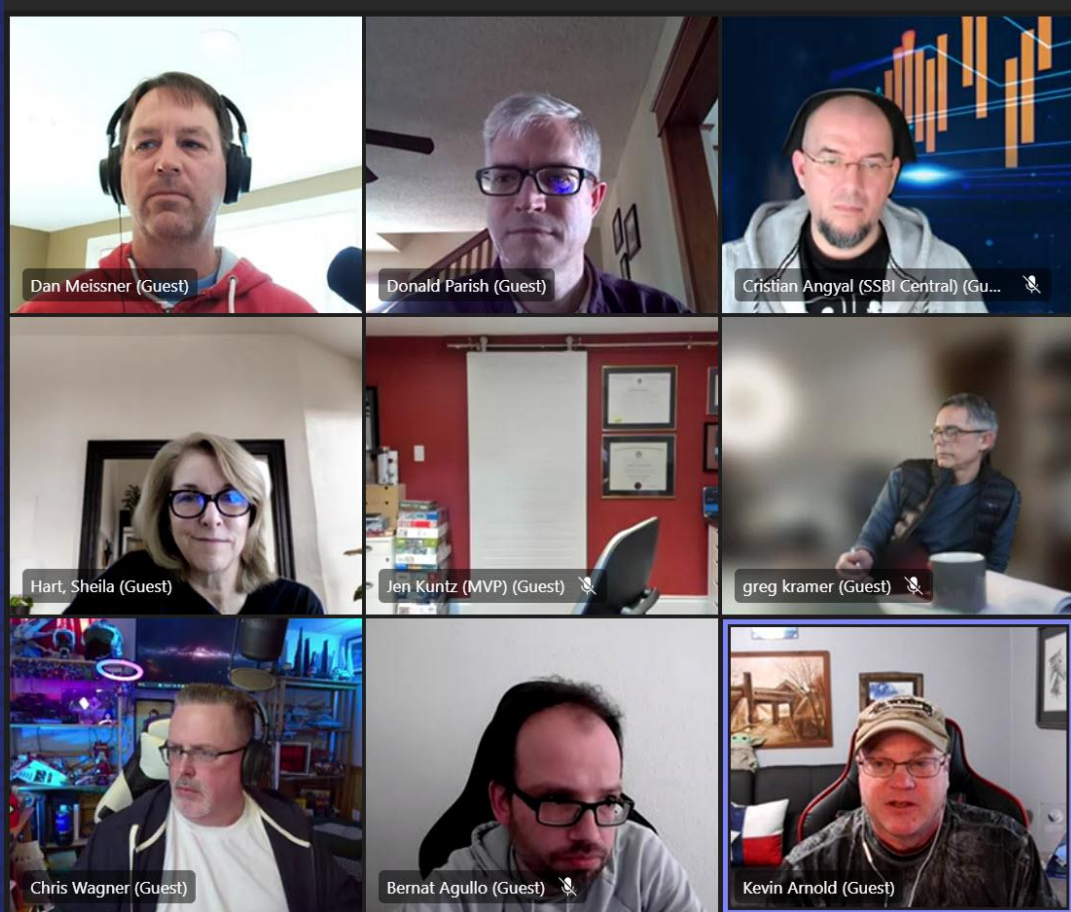 Dan Meissner (Guest)
Donald Parish (Guest)
Cristian Angyal (SSBI Central) (Gu...
Hart, Sheila (Guest)
Jen Kuntz (MVP) (Guest)
greg kramer (Guest)
Chris Wagner (Guest)
Bernat Agullo (Guest)
Kevin Arnold (Guest)